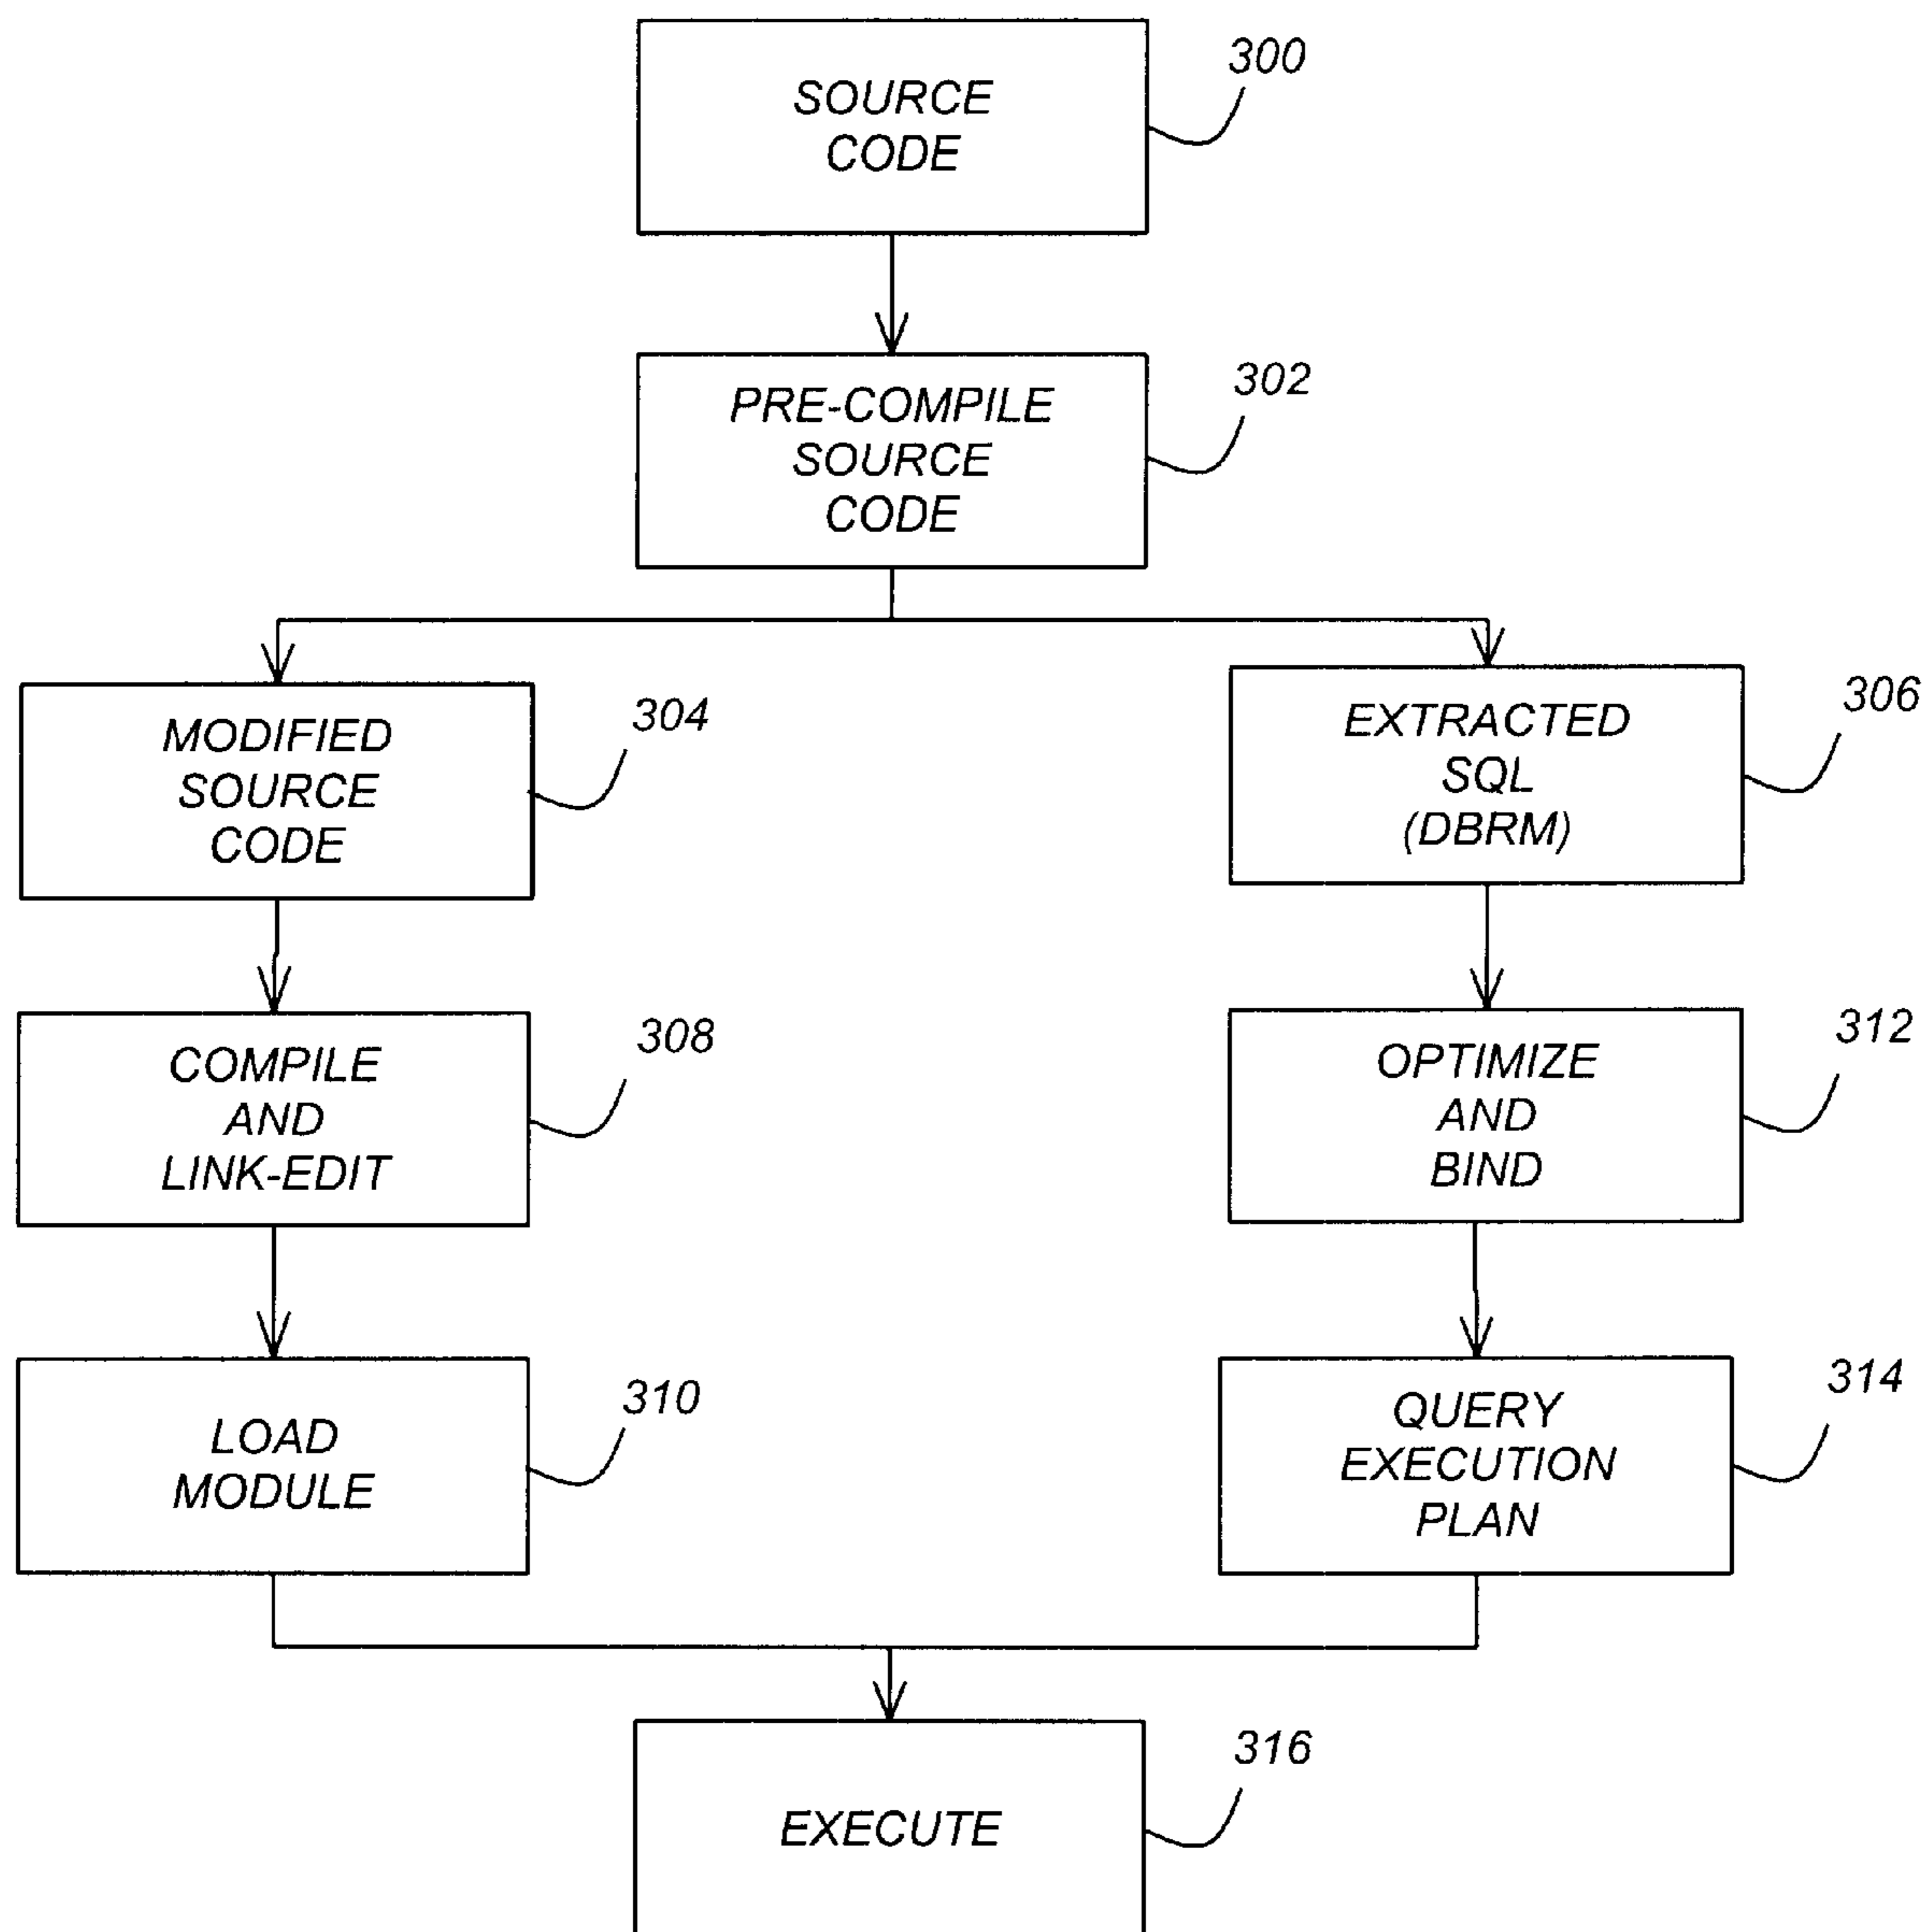 SOURCE
CODE
300
PRE-COMPILE
SOURCE
CODE
302
MODIFIED
SOURCE
CODE
304
EXTRACTED
SQL
(DBRM)
306
COMPILE
AND
LINK-EDIT
308
OPTIMIZE
AND
BIND
312
LOAD
MODULE
310
QUERY
EXECUTION
PLAN
314
EXECUTE
316